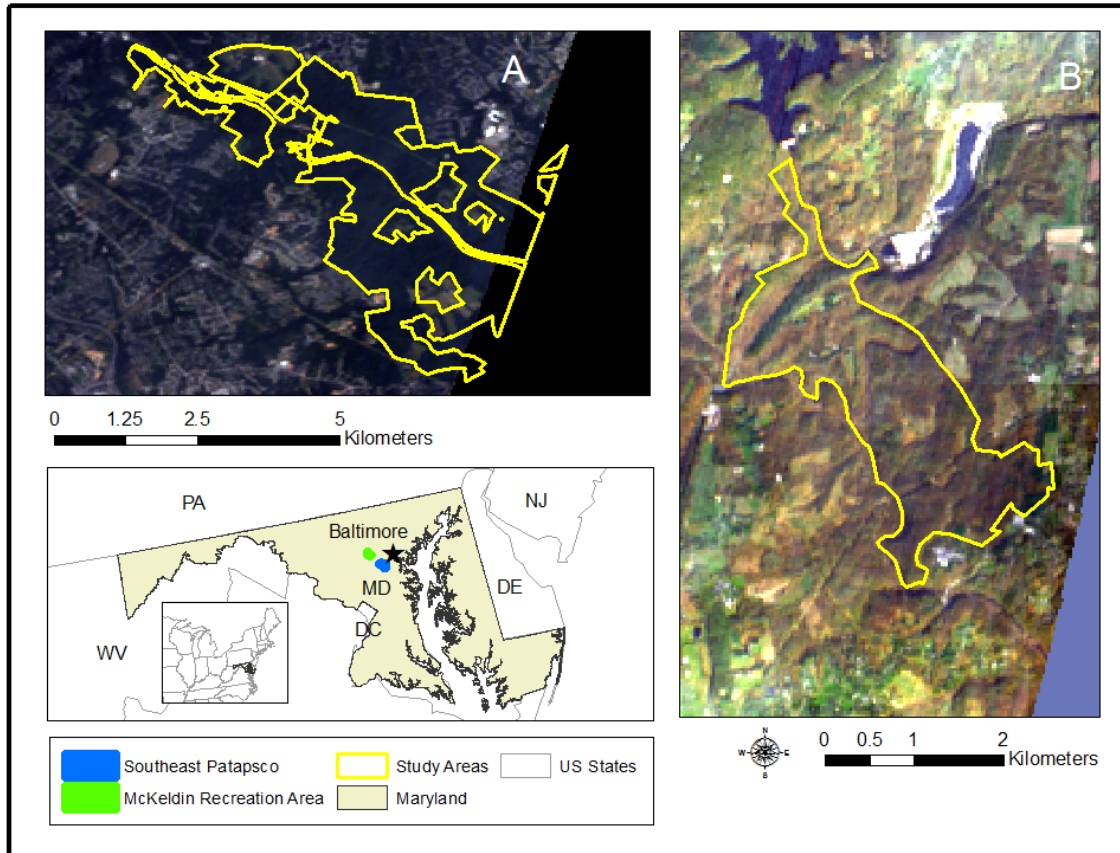 A
B
0 1.25 2.5 5
Kilometers
PA
NJ
Baltimore
MD
DE
DC
WV
N
W E
S
0 0.5 1 2
Kilometers
Southeast Patapsco
Study Areas
US States
McKeldin Recreation Area
Maryland